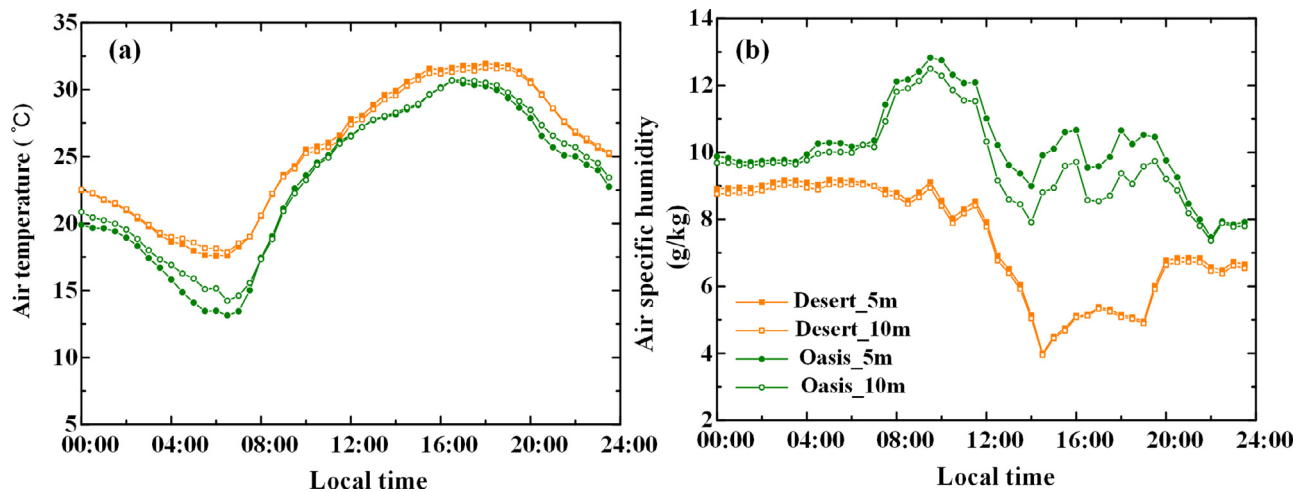 (a)
35
30
25
20
15
10
5
Air temperature (℃)
00:00 04:00 08:00 12:00 16:00 20:00 24:00
Local time
(b)
14
12
10
8
6
4
2
Air specific humidity
(g/kg)
Desert_5m
Desert_10m
Oasis_5m
Oasis_10m
00:00 04:00 08:00 12:00 16:00 20:00 24:00
Local time